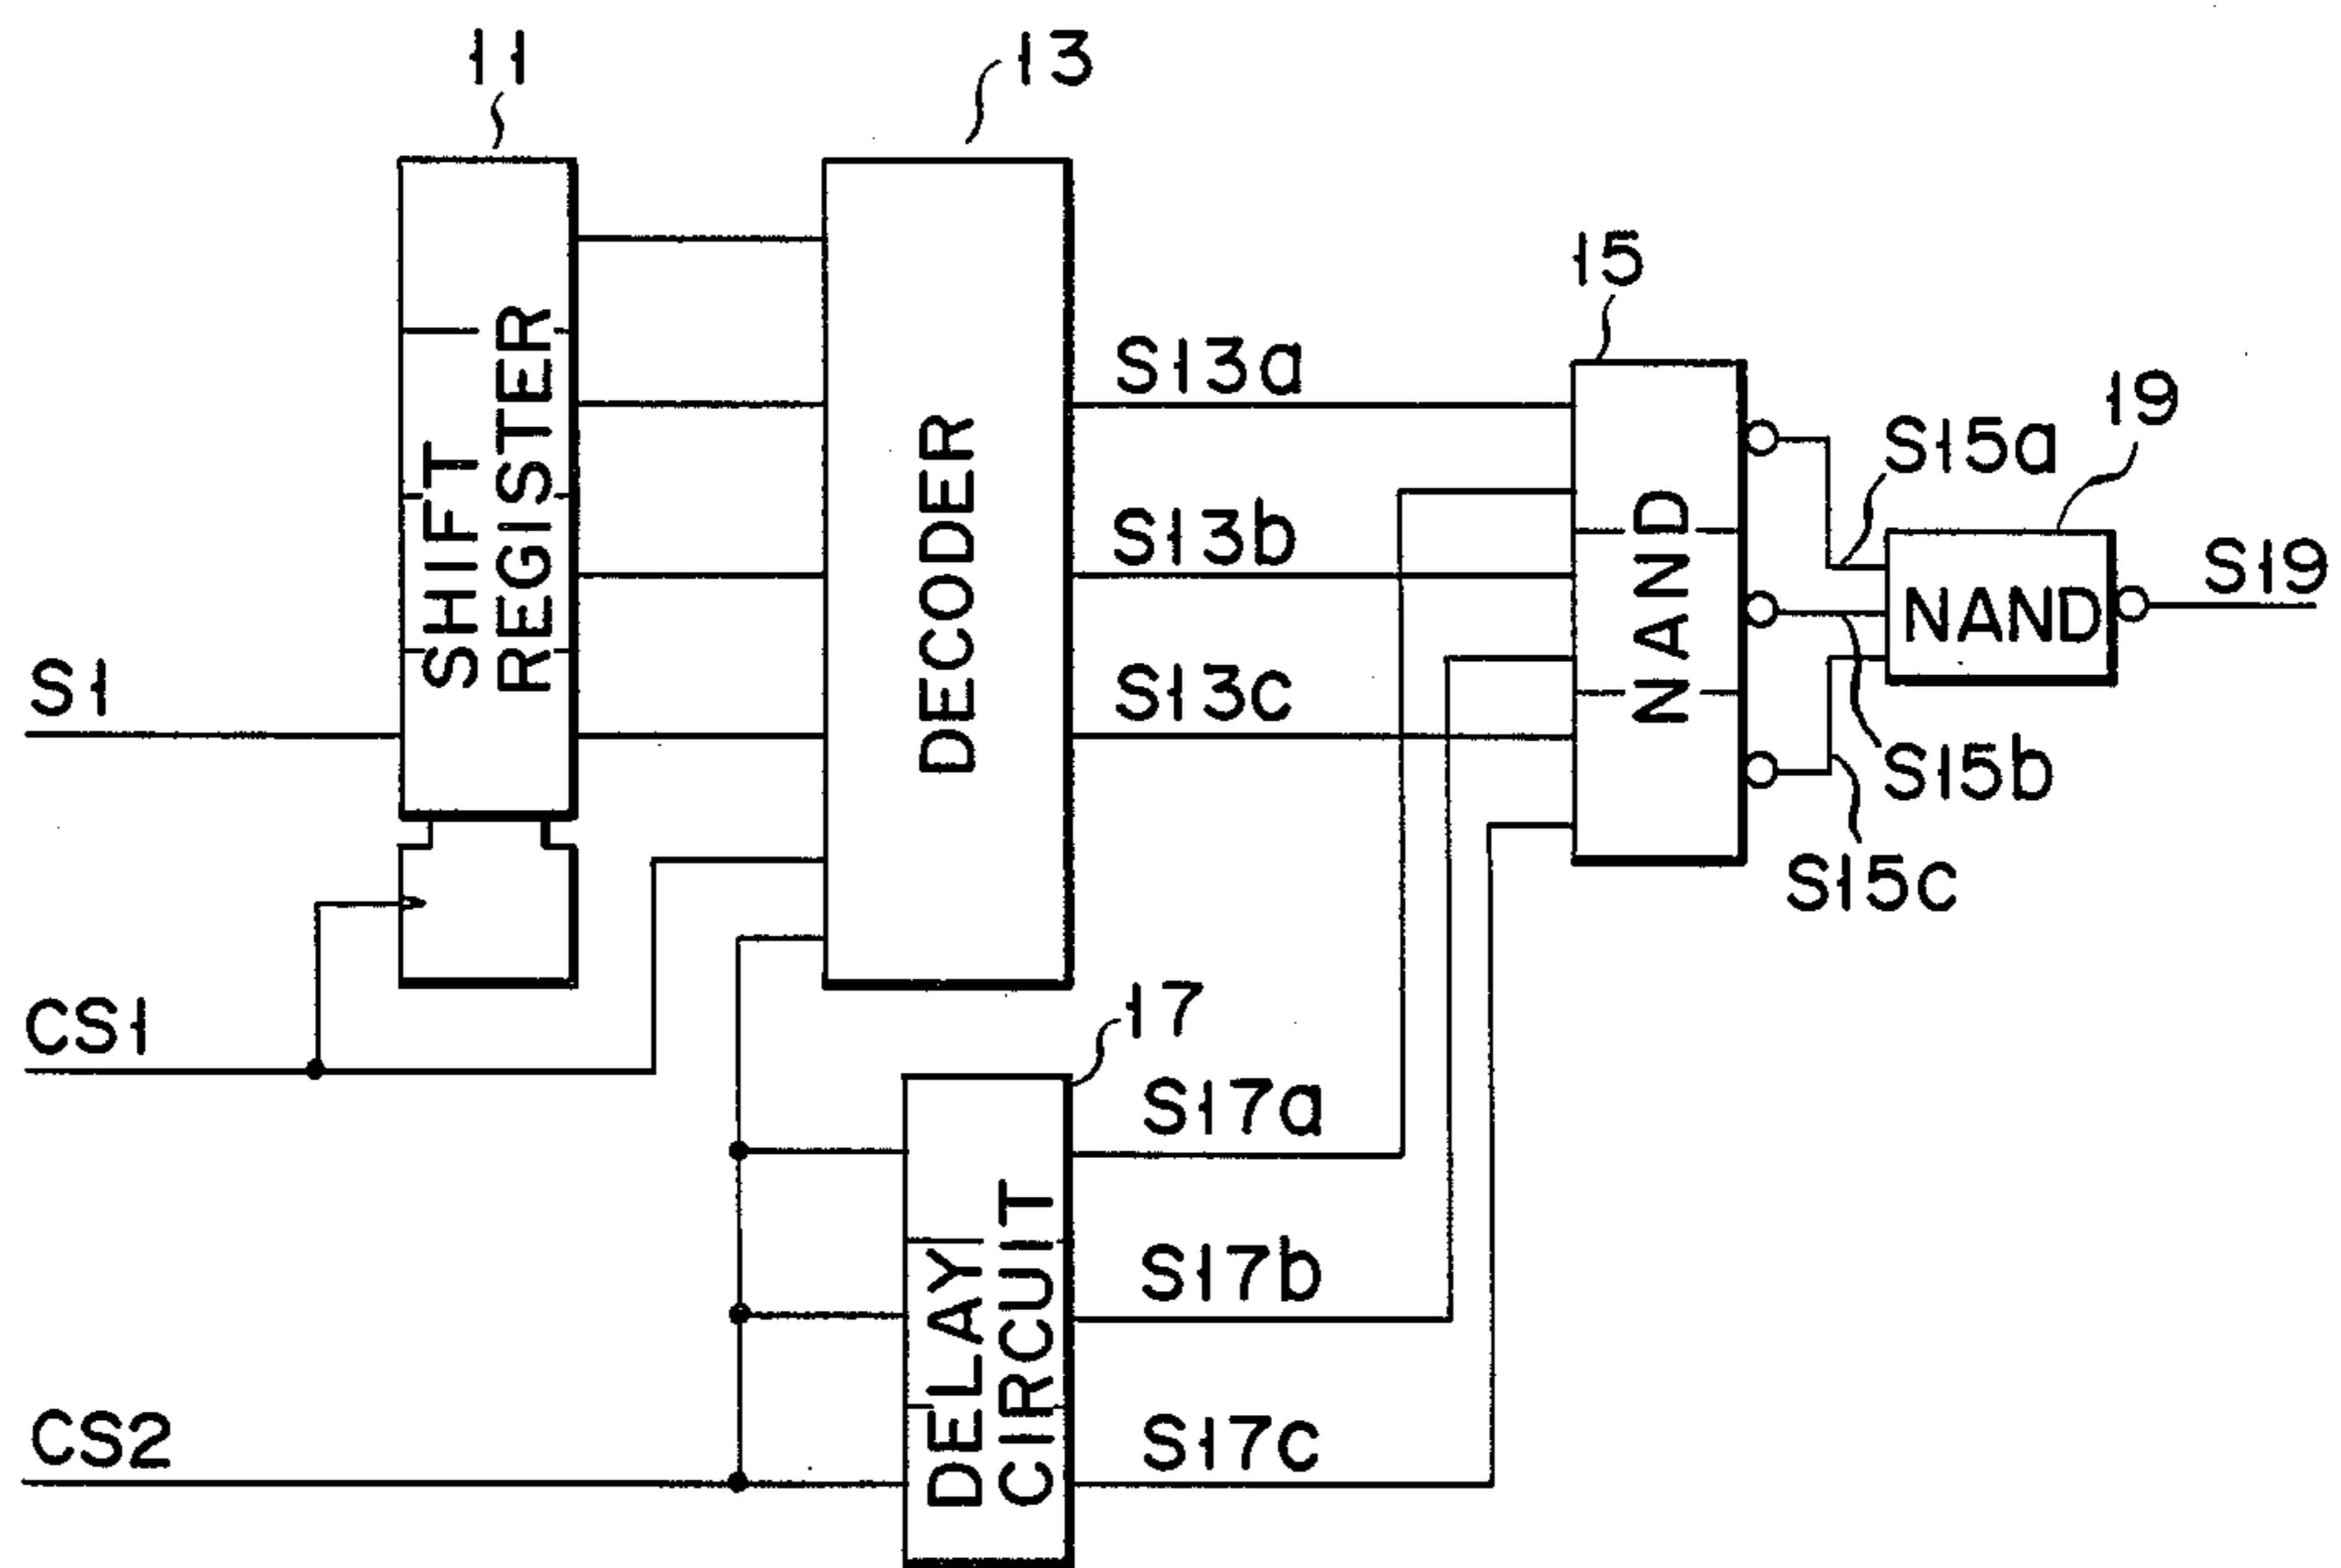 11
13
15
19
SHIFT
REGISTER
DECODER
S13a
S13b
S13c
NAND
S15a
NAND
S19
S15b
S15c
S1
CS1
17
S17a
DELAY
CIRCUIT
S17b
CS2
S17c